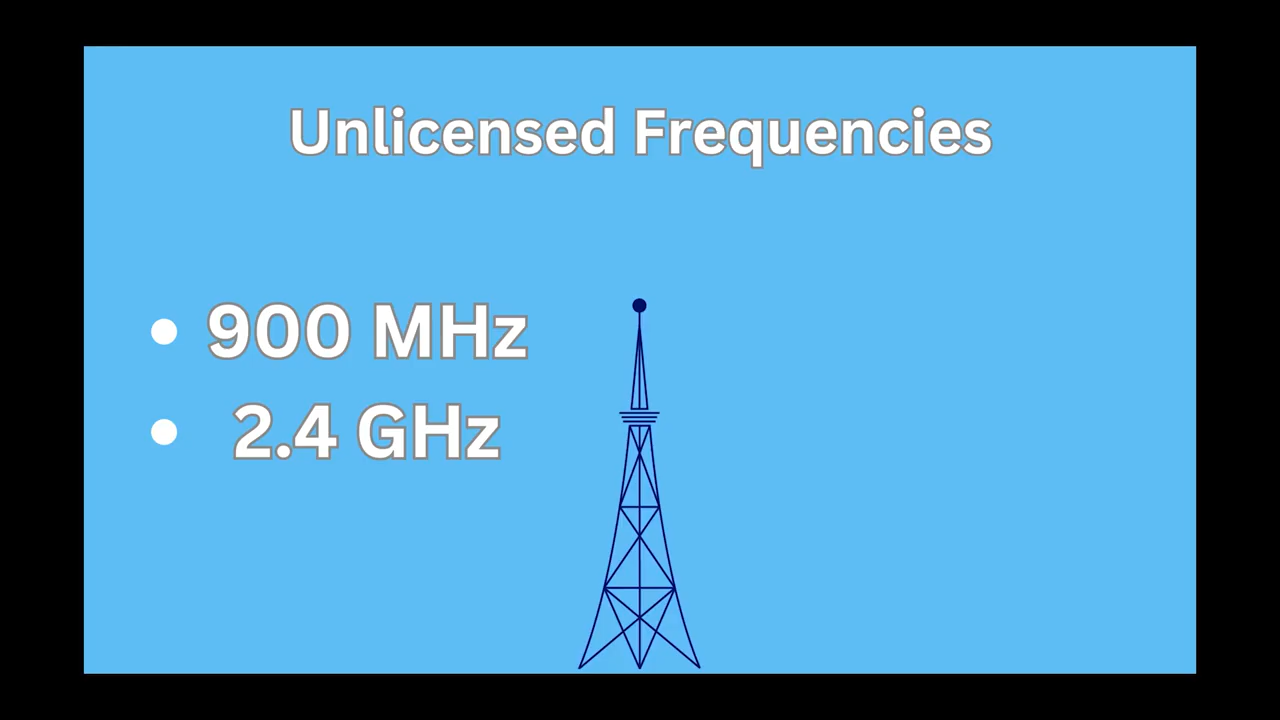 Unlicensed Frequencies
• 900 MHz
• 2.4 GHz